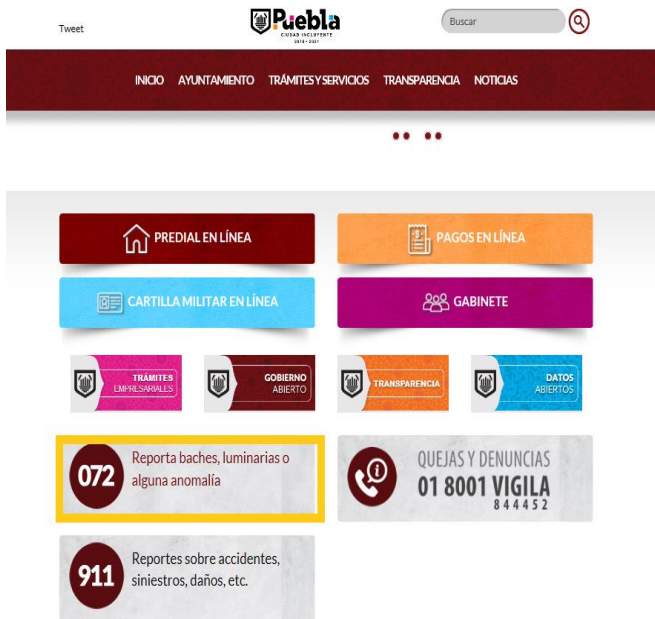 Tweet
Puebla
CIUDAD INCLUYENTE
2018 - 2021
Buscar
INICIO AYUNTAMIENTO TRÁMITES Y SERVICIOS TRANSPARENCIA NOTICIAS
PREDIAL EN LÍNEA
PAGOS EN LÍNEA
CARTILLA MILITAR EN LÍNEA
GABINETE
TRÁMITES
EMPRESARIALES
GOBIERNO
ABIERTO
TRANSPARENCIA
DATOS
ABIERTOS
072
Reporta baches, luminarias o
alguna anomalía
QUEJAS Y DENUNCIAS
01 8001 VIGILA
844452
911
Reportes sobre accidentes,
siniestros, daños, etc.